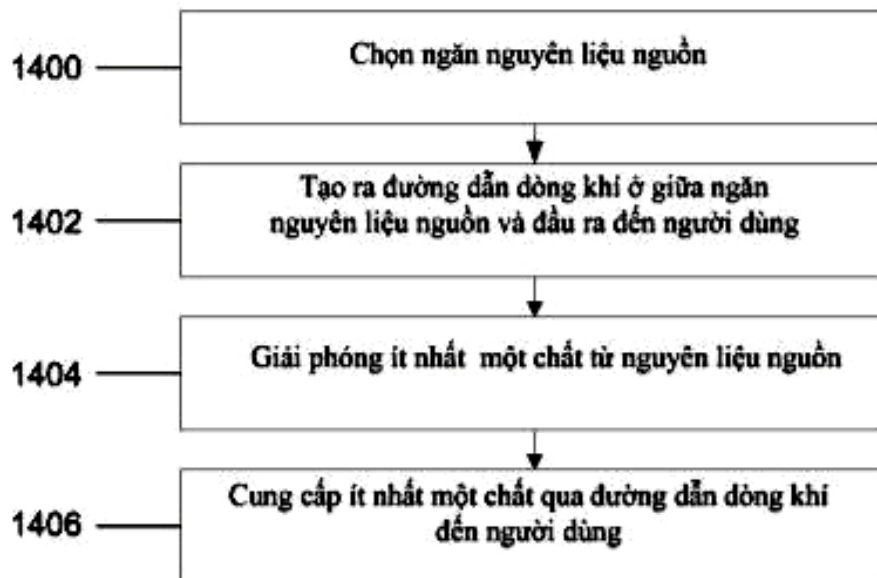 1400
Chọn ngăn nguyên liệu nguồn
1402
Tạo ra đường dẫn dòng khí ở giữa ngăn
nguyên liệu nguồn và đầu ra đến người dùng
1404
Giải phóng ít nhất một chất từ nguyên liệu nguồn
1406
Cung cấp ít nhất một chất qua đường dẫn dòng khí
đến người dùng